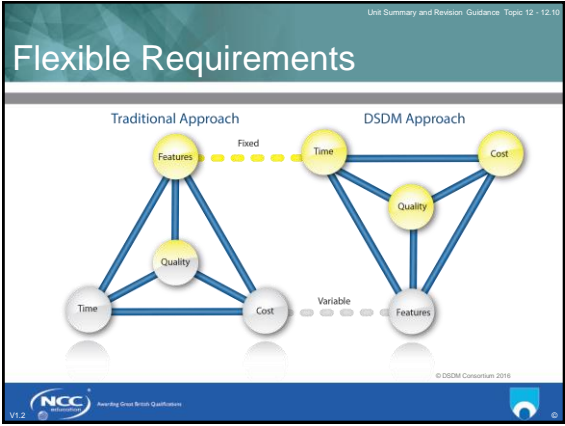 Unit Summary and Revision Guidance Topic 12 - 12.10
Flexible Requirements
Traditional Approach
DSDM Approach
Features
Fixed
Time
Cost
Quality
Quality
Time
Cost
Variable
Features
© DSDM Consortium 2016
V1.2
NCC
education
Awarding Great British Qualifications
©